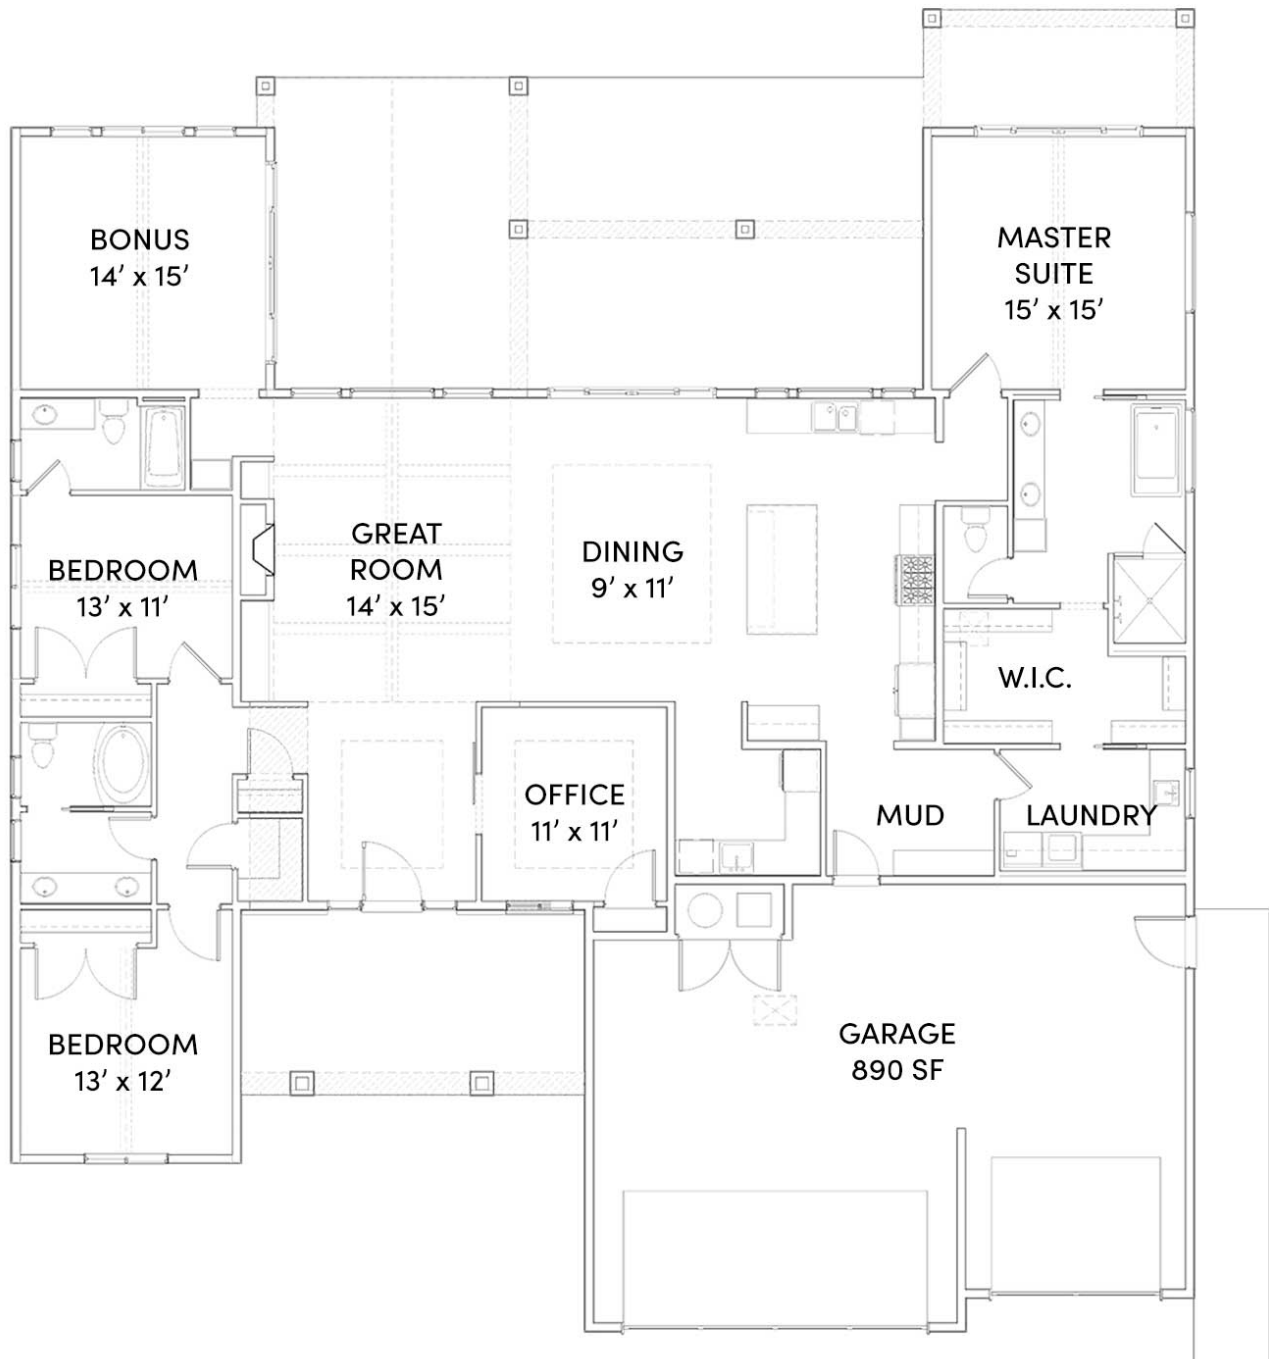 BONUS
14’ x 15’
MASTER
SUITE
15’ x 15’
GREAT
ROOM
14’ x 15’
DINING
9’ x 11’
BEDROOM
13’ x 11’
W.I.C.
OFFICE
11’ x 11’
MUD
LAUNDRY
BEDROOM
13’ x 12’
GARAGE
890 SF